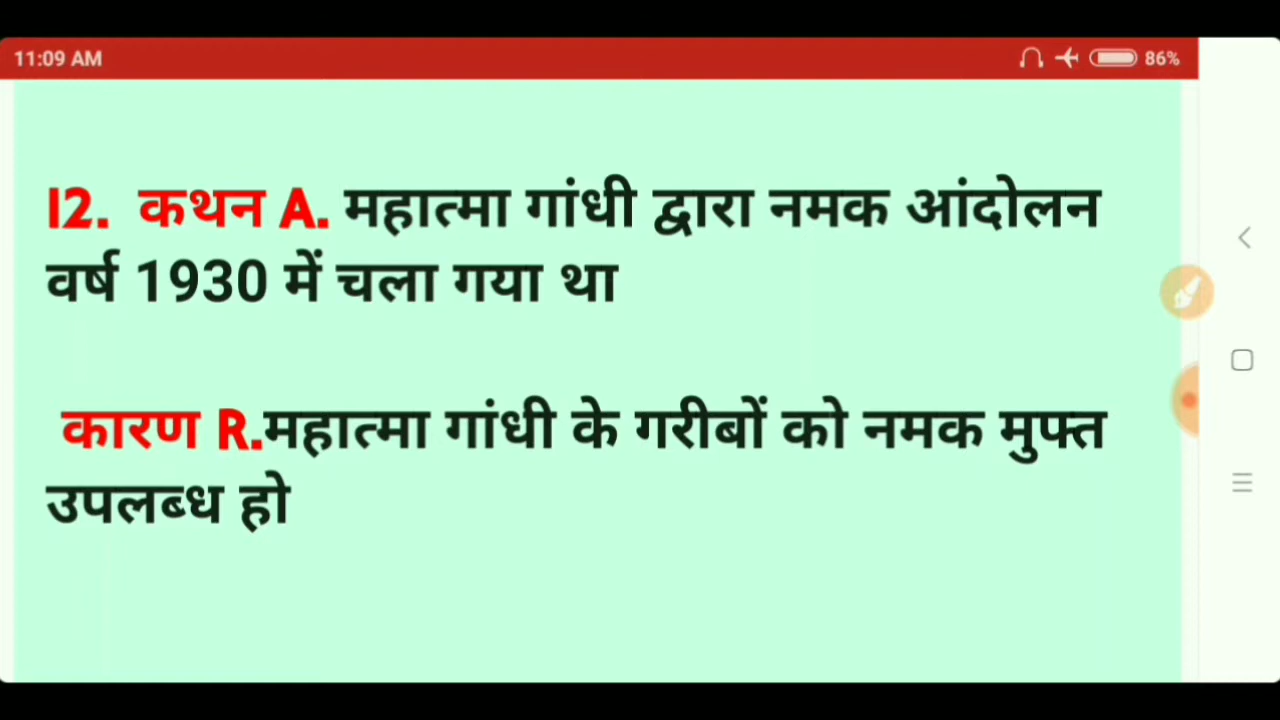 11:09 AM 86%
12. कथन A. महात्मा गांधी द्वारा नमक आंदोलन
वर्ष 1930 में चला गया था
कारण R.महात्मा गांधी के गरीबों को नमक मुफ्त
उपलब्ध हो